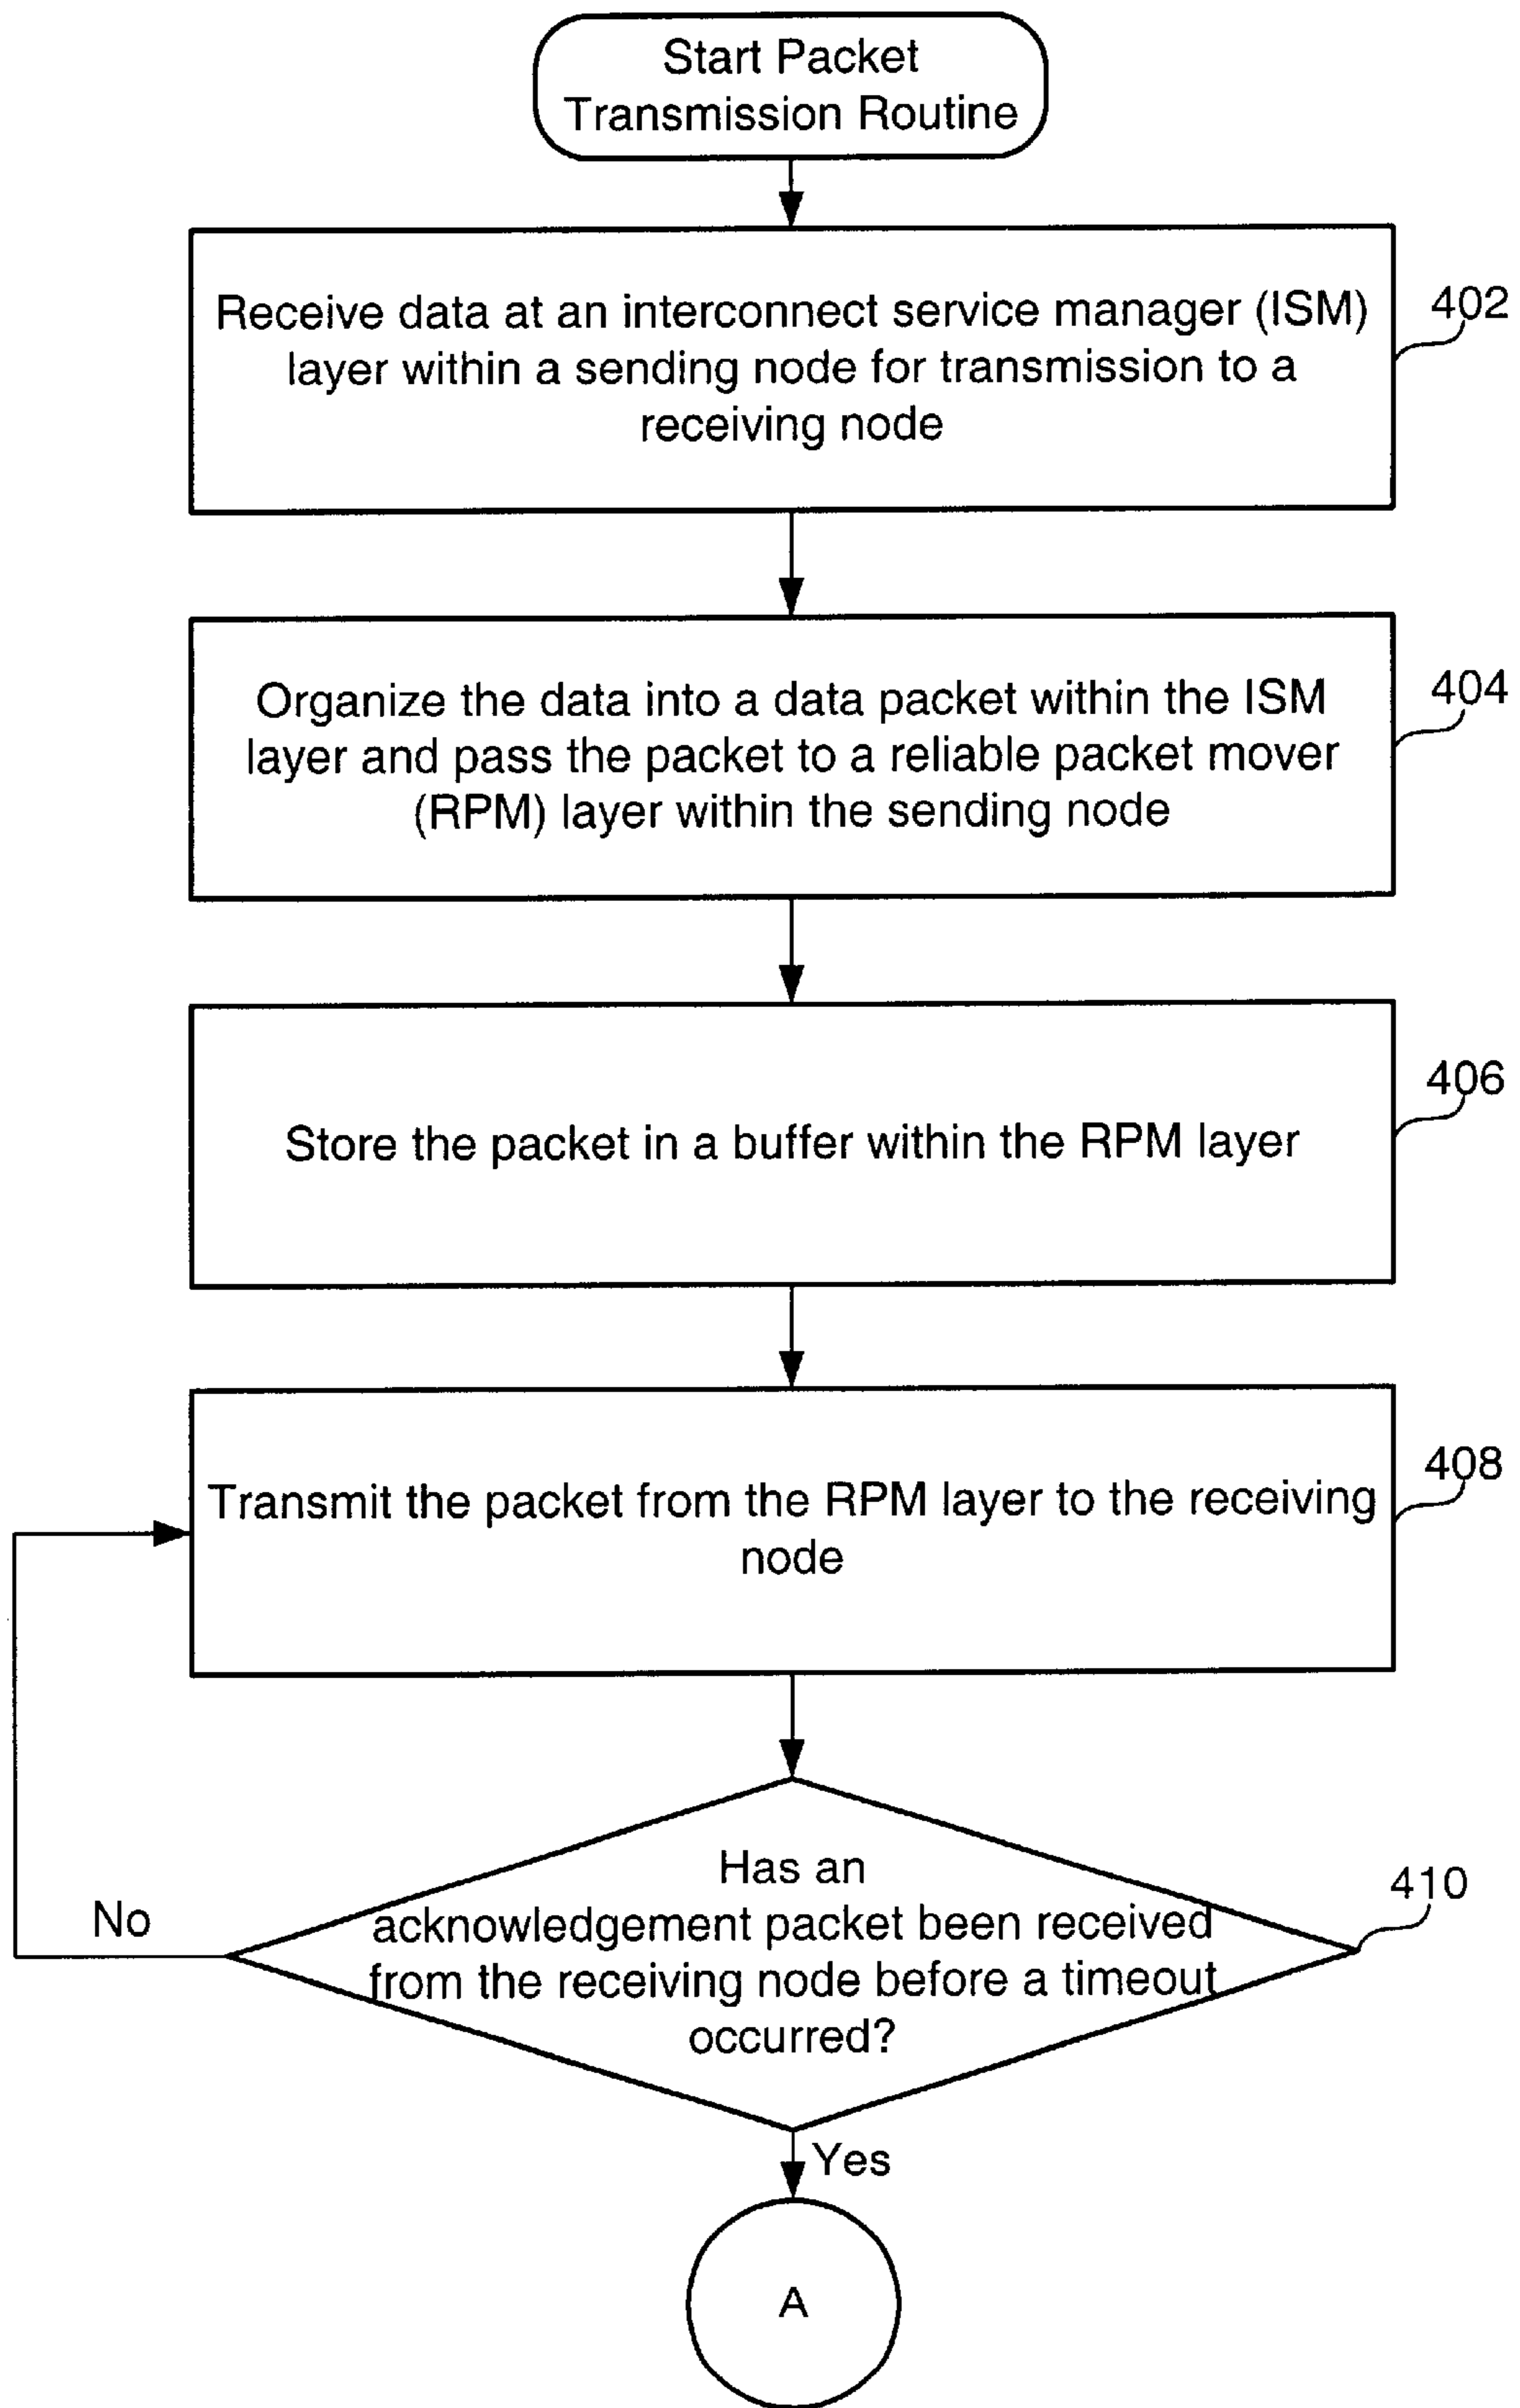 Start Packet
Transmission Routine
Receive data at an interconnect service manager (ISM)
layer within a sending node for transmission to a
receiving node
402
Organize the data into a data packet within the ISM
layer and pass the packet to a reliable packet mover
(RPM) layer within the sending node
404
Store the packet in a buffer within the RPM layer
406
Transmit the packet from the RPM layer to the receiving
node
408
Has an
acknowledgement packet been received
from the receiving node before a timeout
occurred?
410
No
Yes
A